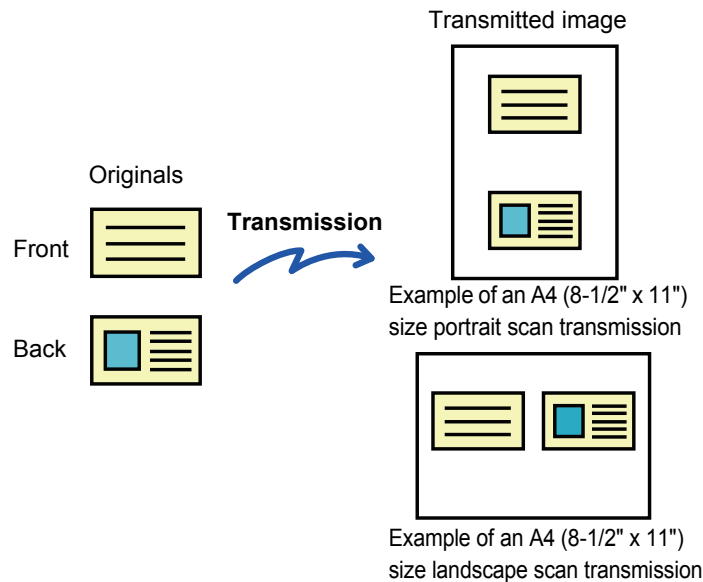 Transmitted image
Originals
Front
Transmission
Back
Example of an A4 (8-1/2" x 11")
size portrait scan transmission
Example of an A4 (8-1/2" x 11")
size landscape scan transmission